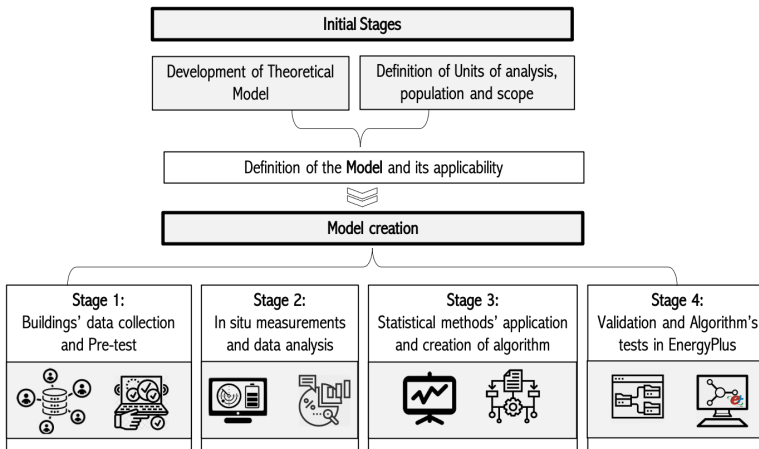 Initial Stages
Development of Theoretical
Model
Definition of Units of analysis,
population and scope
Definition of the Model and its applicability
Model creation
Stage 1:
Buildings' data collection
and Pre-test
Stage 2:
In situ measurements
and data analysis
Stage 3:
Statistical methods' application
and creation of algorithm
Stage 4:
Validation and Algorithm's
tests in EnergyPlus